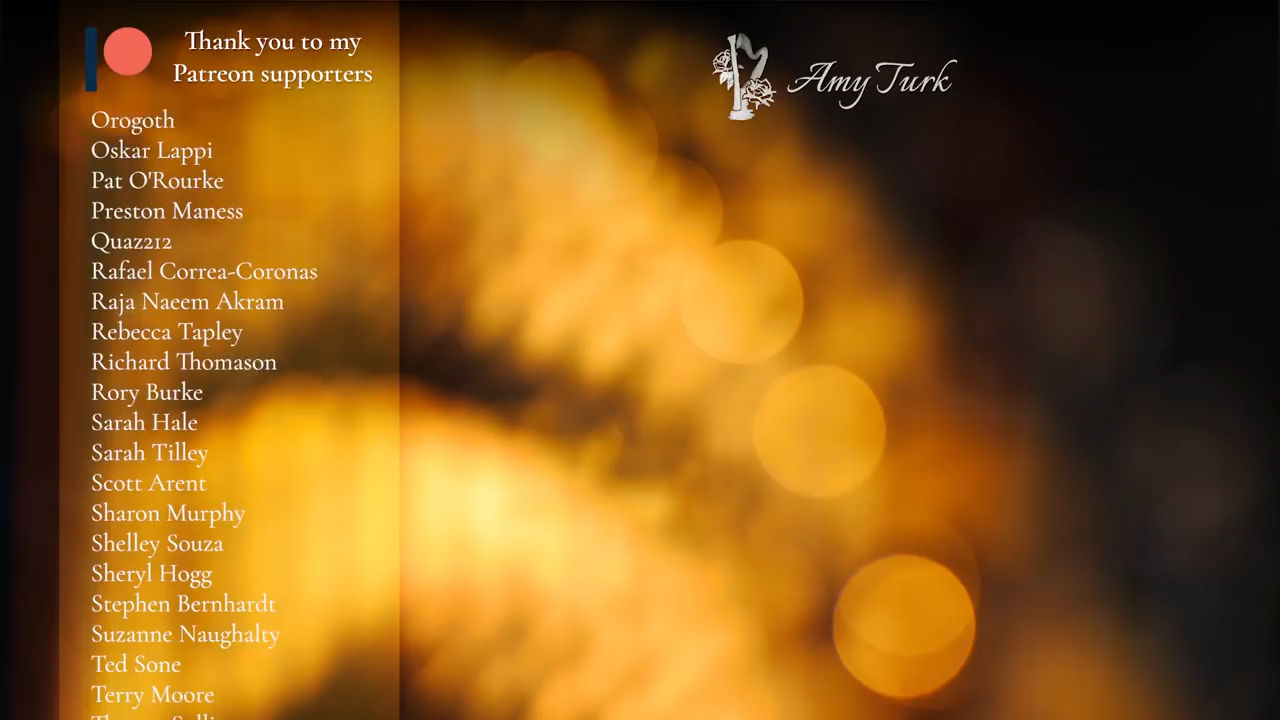 Thank you to my
Patreon supporters
Amy Turk
Orogoth
Oskar Lappi
Pat O'Rourke
Preston Maness
Quaz212
Rafael Correa-Coronas
Raja Naeem Akram
Rebecca Tapley
Richard Thomason
Rory Burke
Sarah Hale
Sarah Tilley
Scott Arent
Sharon Murphy
Shelley Souza
Sheryl Hogg
Stephen Bernhardt
Suzanne Naughalty
Ted Sone
Terry Moore